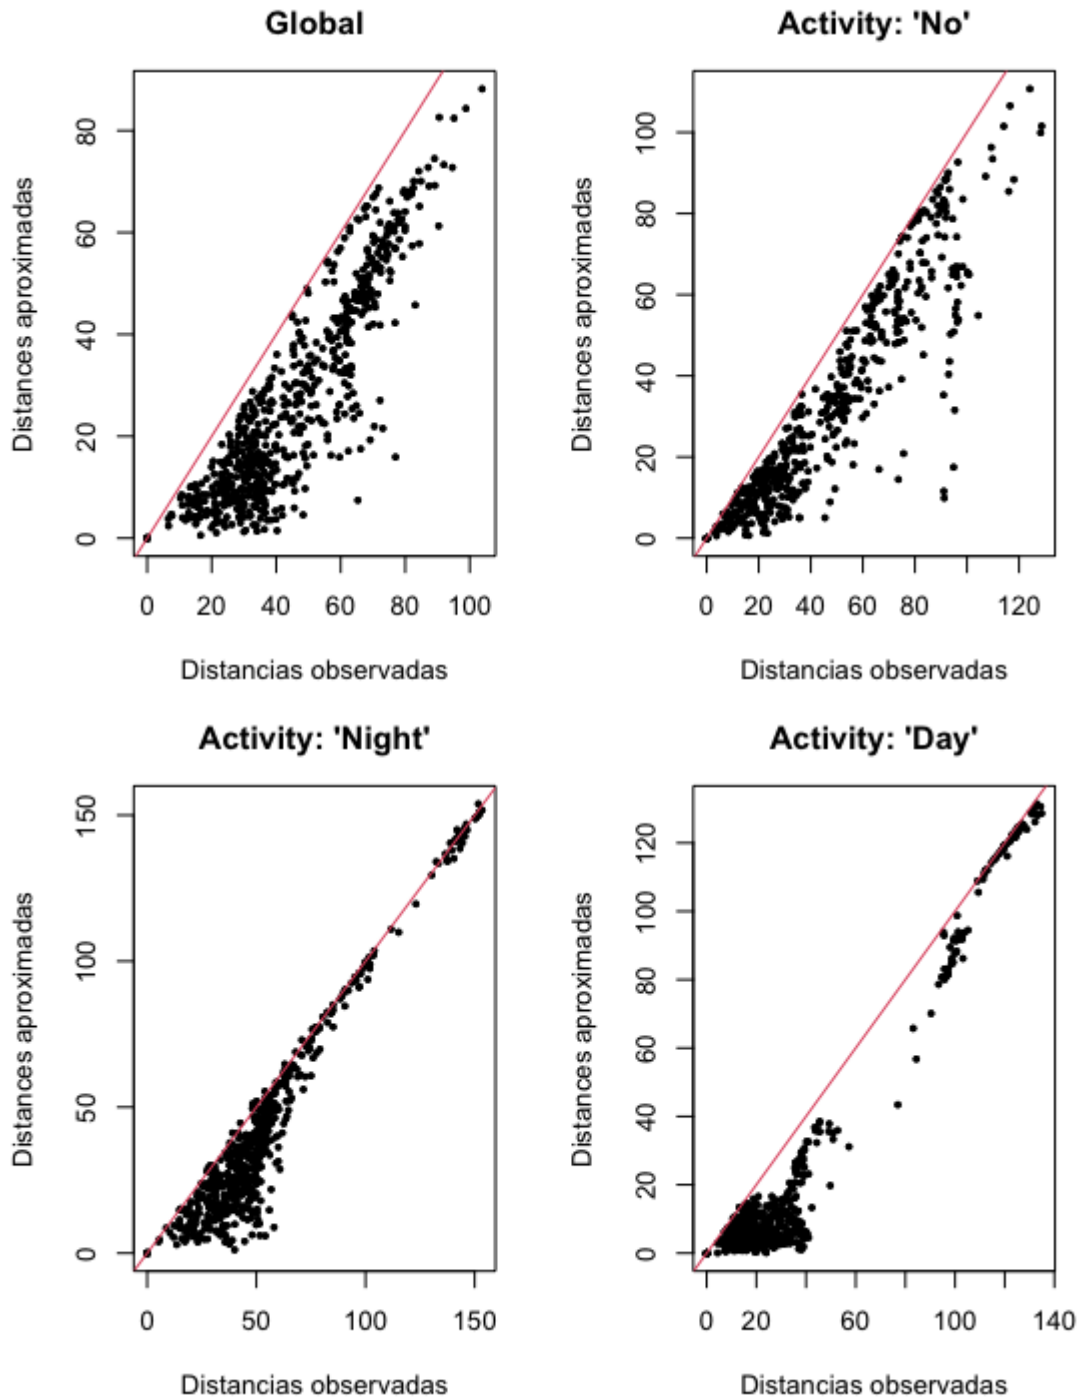 Global
Distances aproximadas
80
60
40
20
0
0 20 40 60 80 100
Distancias observadas
Activity: 'No'
Distances aproximadas
100
80
60
40
20
0
0 20 40 60 80 120
Distancias observadas
Activity: 'Night'
Distances aproximadas
150
100
50
0
0 50 100 150
Distancias observadas
Activity: 'Day'
Distances aproximadas
120
100
80
60
40
20
0
0 20 60 100 140
Distancias observadas